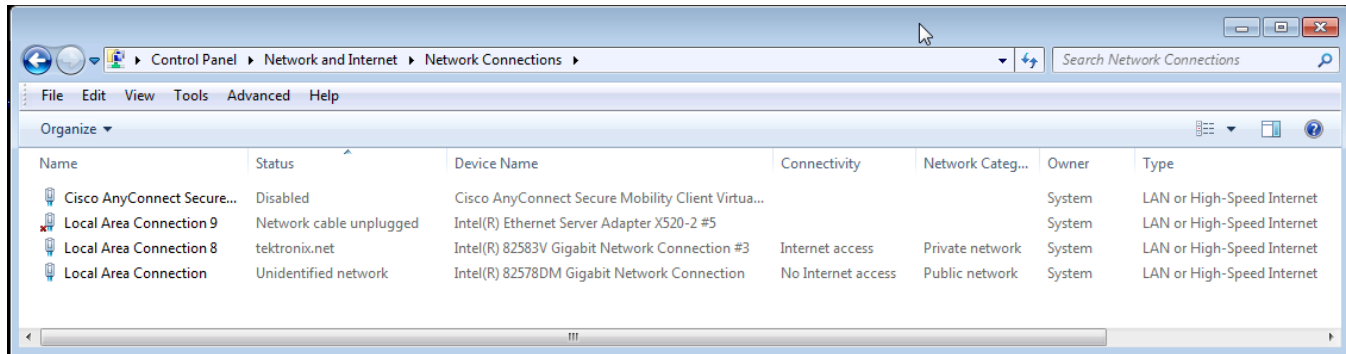 Control Panel Network and Internet Network Connections Search Network Connections
File Edit View Tools Advanced Help
Organize
Name Status Device Name Connectivity Network Categ... Owner Type
Cisco AnyConnect Secure... Disabled Cisco AnyConnect Secure Mobility Client Virtua... System LAN or High-Speed Internet
Local Area Connection 9 Network cable unplugged Intel(R) Ethernet Server Adapter X520-2 #5 System LAN or High-Speed Internet
Local Area Connection 8 tektronix.net Intel(R) 82583V Gigabit Network Connection #3 Internet access Private network System LAN or High-Speed Internet
Local Area Connection Unidentified network Intel(R) 82578DM Gigabit Network Connection No Internet access Public network System LAN or High-Speed Internet